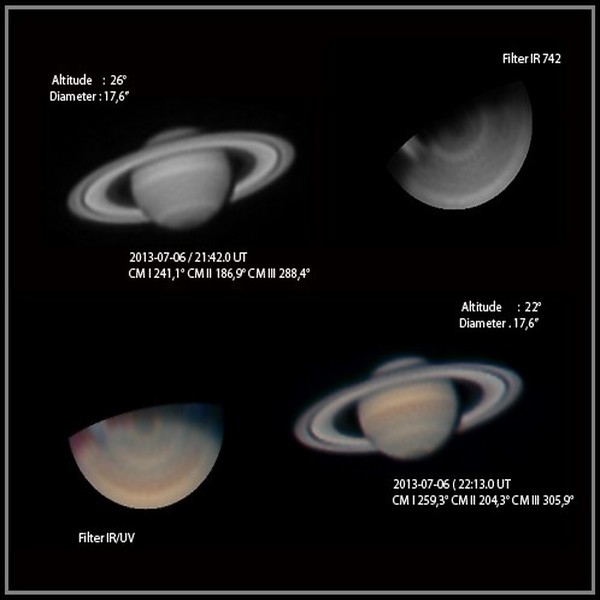 Filter IR 742
Altitude : 26°
Diameter : 17,6"
2013-07-06 / 21:42.0 UT
CM I 241,1° CM II 186,9° CM III 288,4°
Altitude : 22°
Diameter . 17,6"
2013-07-06 ( 22:13.0 UT
CM I 259,3° CM II 204,3° CM III 305,9°
Filter IR/UV